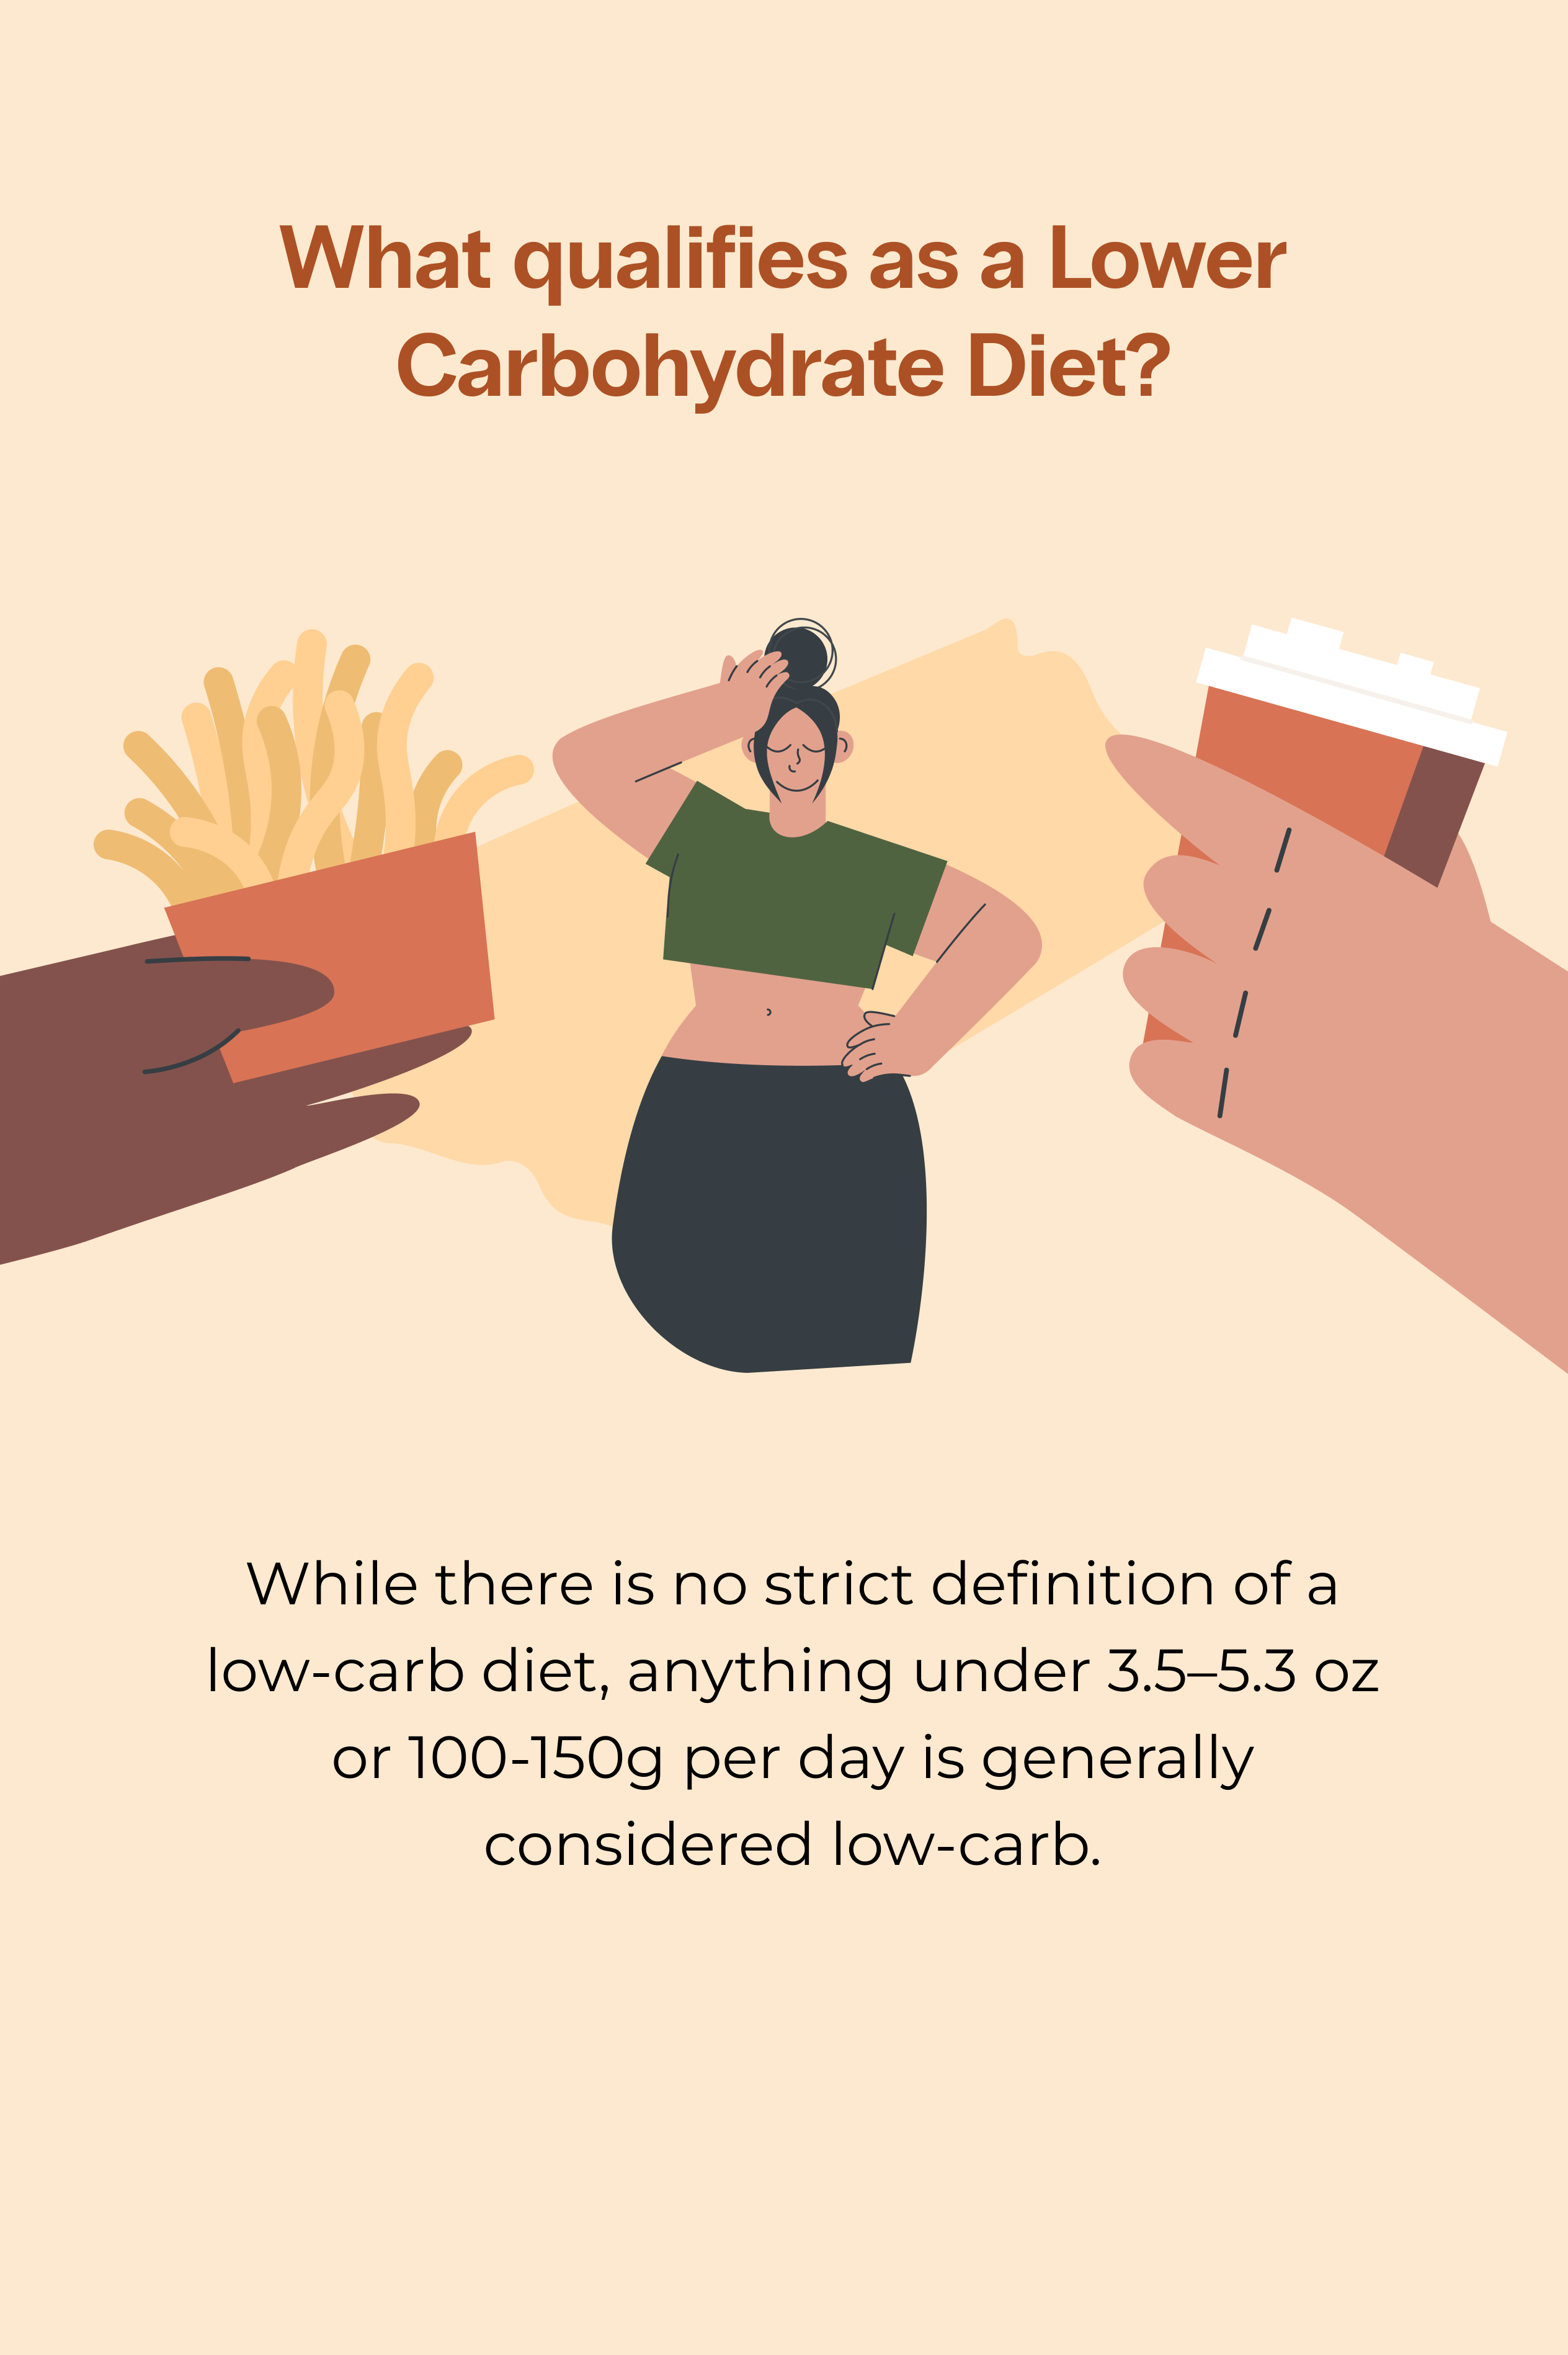 What qualifies as a Lower
Carbohydrate Diet?
While there is no strict definition of a
low-carb diet, anything under 3.5–5.3 oz
or 100-150g per day is generally
considered low-carb.